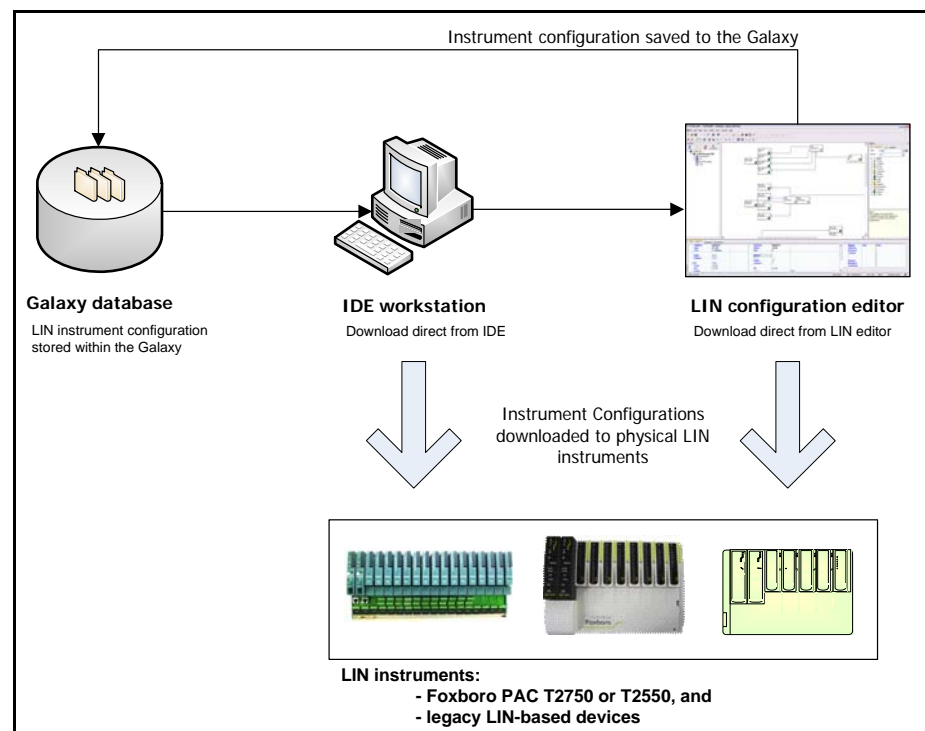 Instrument configuration saved to the Galaxy
Galaxy database
LIN instrument configuration
stored within the Galaxy
IDE workstation
Download direct from IDE
LIN configuration editor
Download direct from LIN editor
Instrument Configurations
downloaded to physical LIN
instruments
Foxboro
LIN instruments:
- Foxboro PAC T2750 or T2550, and
- legacy LIN-based devices